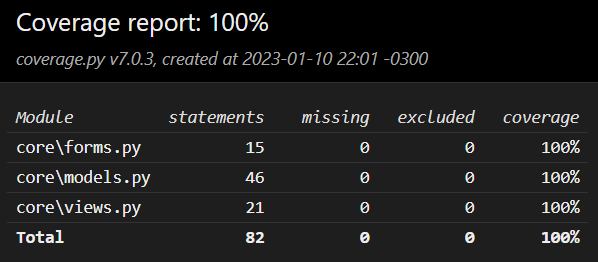 Coverage report: 100%
coverage.py v7.0.3, created at 2023-01-10 22:01 -0300
Module statements missing excluded coverage
core\forms.py 15 0 0 100%
core\models.py 46 0 0 100%
core\views.py 21 0 0 100%
Total 82 0 0 100%